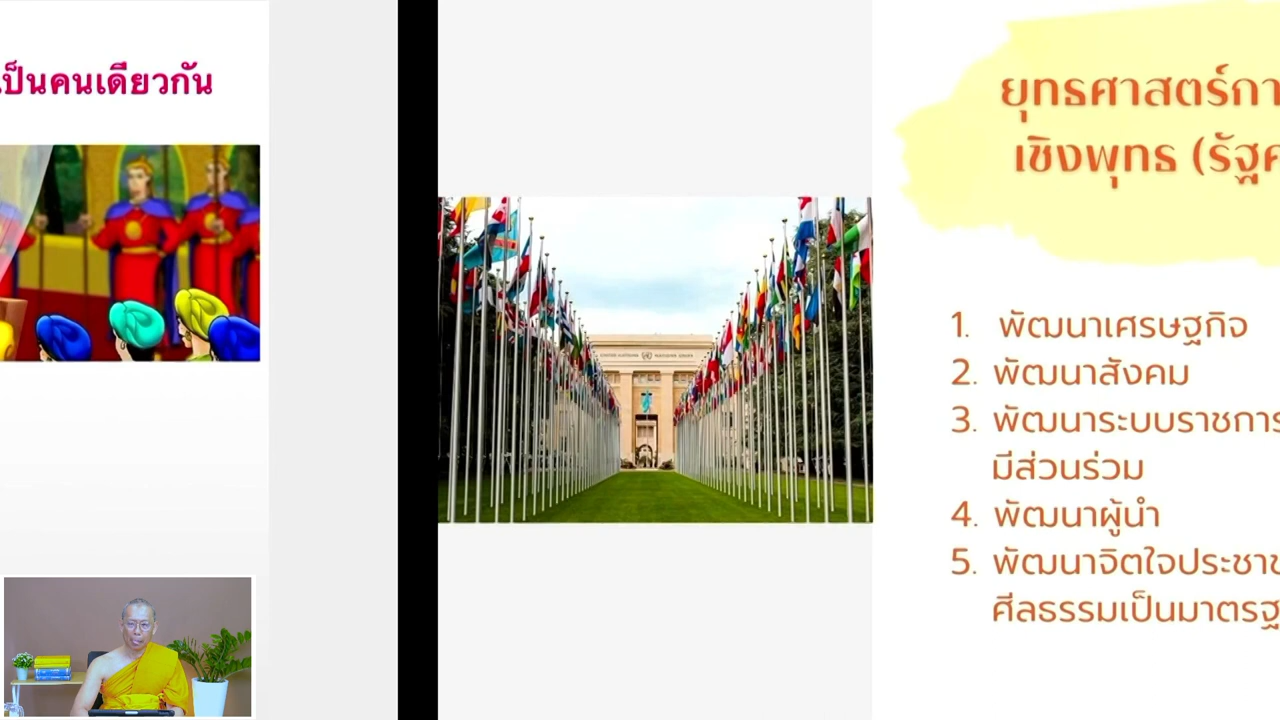 เป็นคนเดียวกัน
ยุทธศาสตร์กา
เชิงพุทธ (รัฐศ
1. พัฒนาเศรษฐกิจ
2. พัฒนาสังคม
3. พัฒนาระบบราชการ
มีส่วนร่วม
4. พัฒนาผู้นำ
5. พัฒนาจิตใจประชาช
ศีลธรรมเป็นมาตรฐ